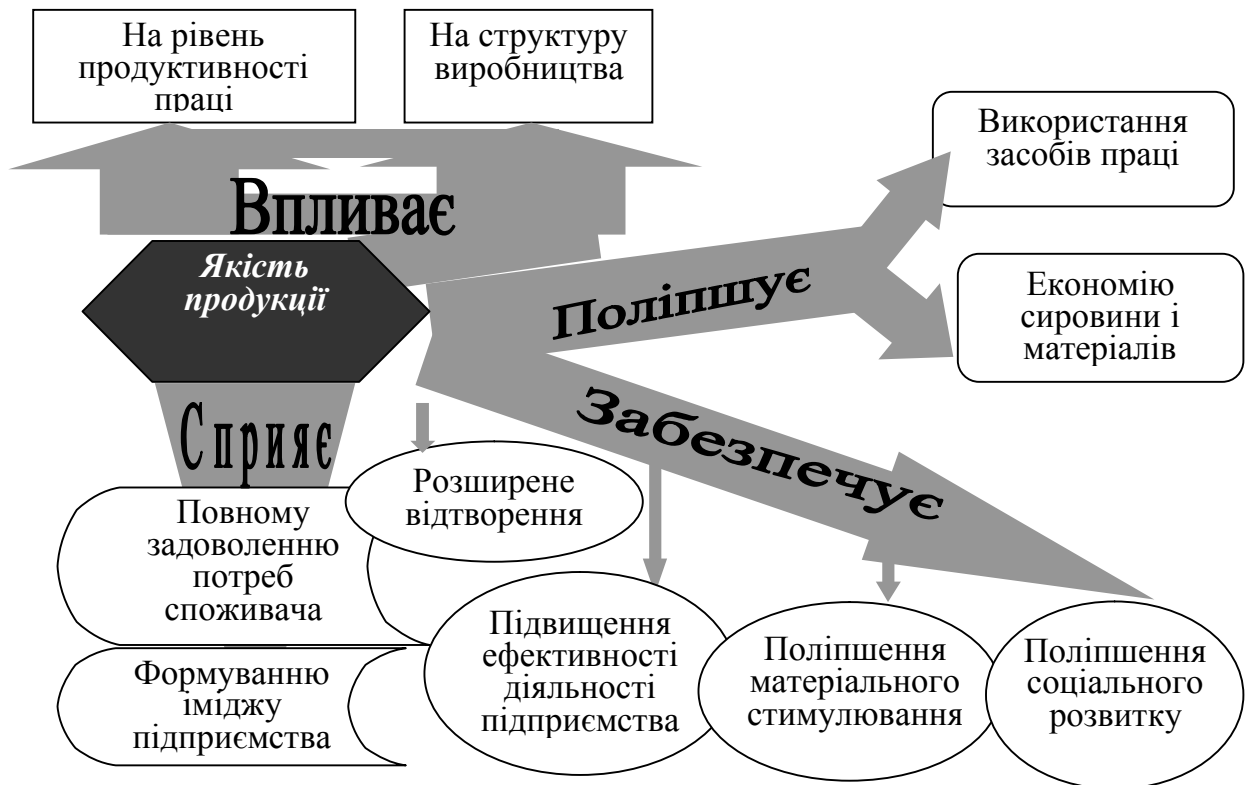 На рівень
продуктивності
праці
На структуру
виробництва
Використання
засобів праці
Впливає
Якість
продукції
Поліпшує
Економію
сировини і
матеріалів
Сприяє
Забезпечує
Розширене
відтворення
Повному
задоволенню
потреб
споживача
Підвищення
ефективності
діяльності
підприємства
Поліпшення
матеріального
стимулювання
Поліпшення
соціального
розвитку
Формуванню
іміджу
підприємства